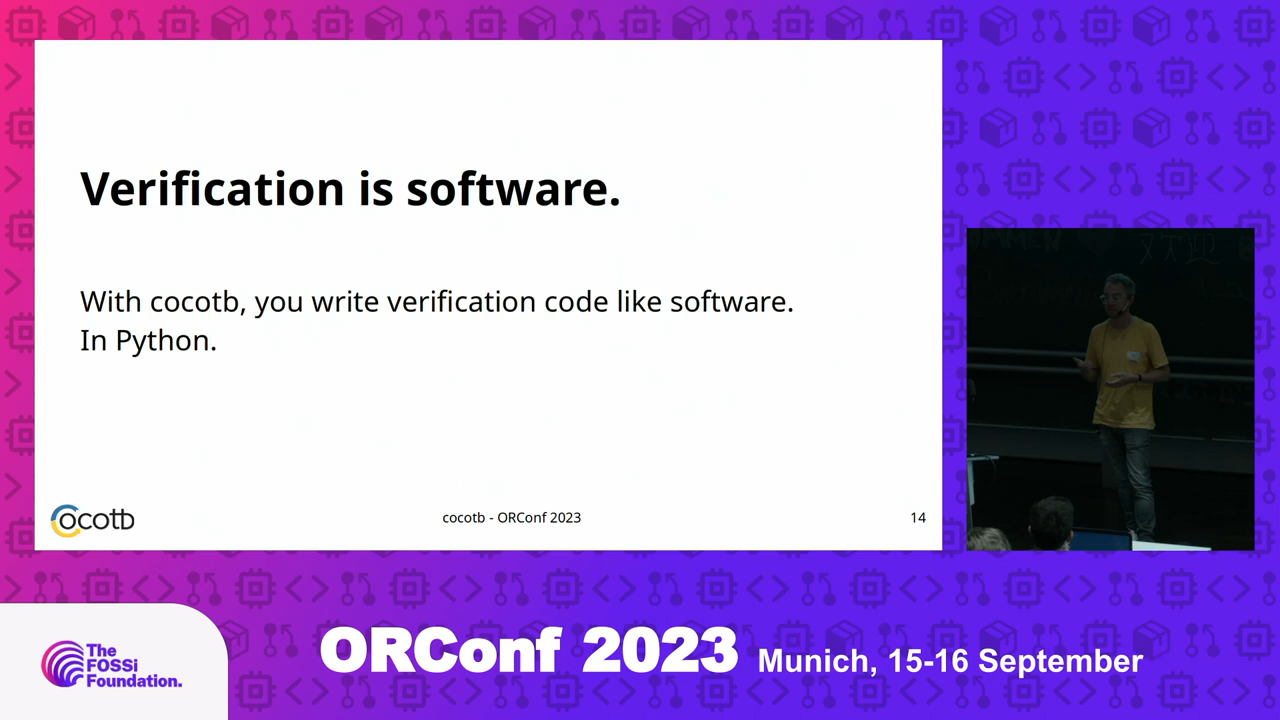 Verification is software.
With cocotb, you write verification code like software.
In Python.
cocotb
cocotb - ORConf 2023
14
The
FOSSi
Foundation.
ORConf 2023 Munich, 15-16 September